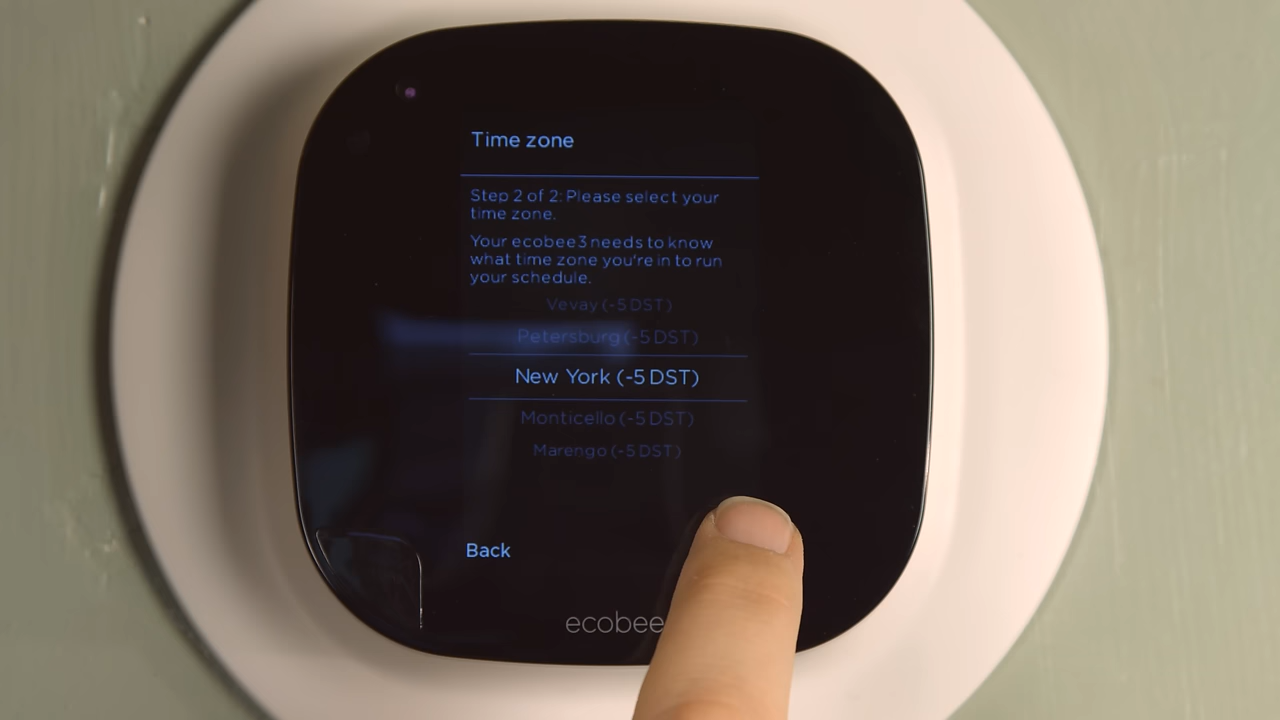 Time zone
Step 2 of 2: Please select your
time zone.
Your ecobee3 needs to know
what time zone you're in to run
your schedule.
Vevay (-5 DST)
Petersburg (-5 DST)
New York (-5 DST)
Monticello (-5 DST)
Marengo (-5 DST)
Back
ecobee